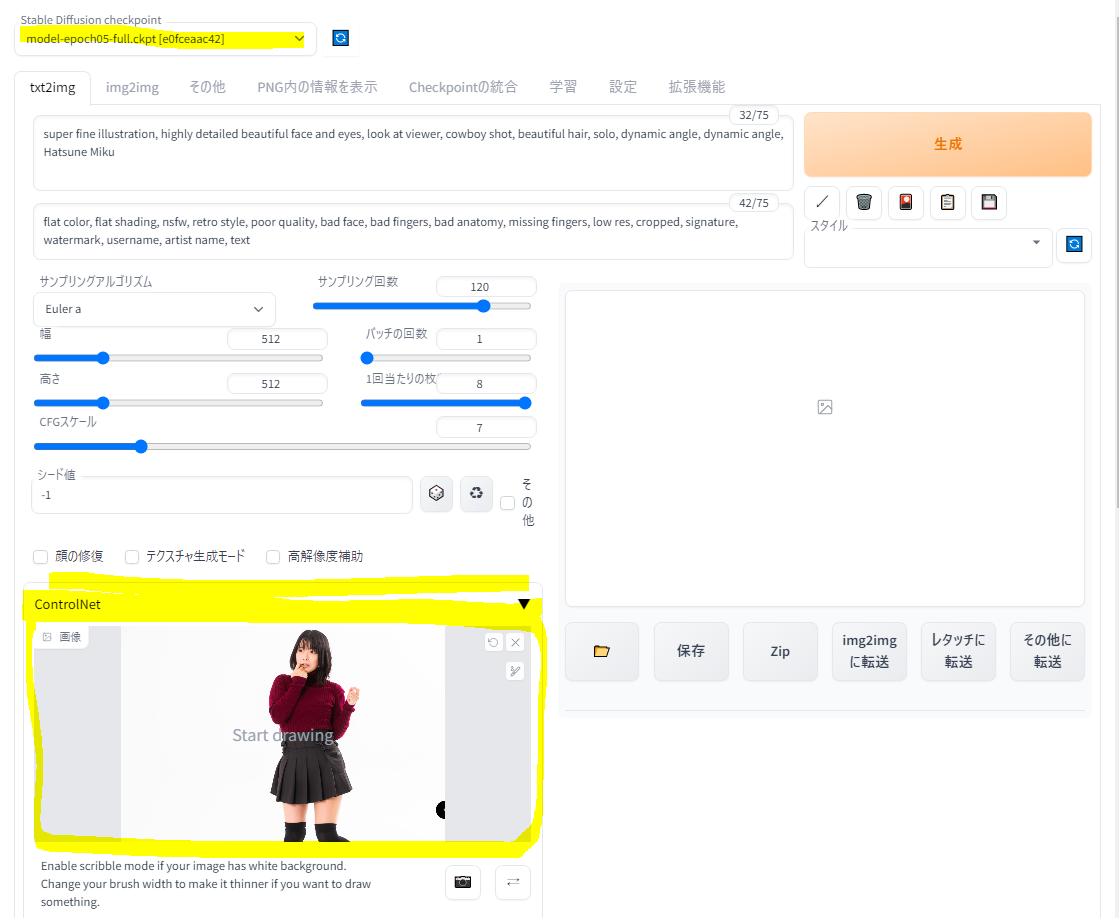 Stable Diffusion checkpoint
model-epoch05-full.ckpt [e0fceaac42]
txt2img
img2img
その他
PNG内の情報を表示
Checkpointの統合
学習
設定
拡張機能
32/75
super fine illustration, highly detailed beautiful face and eyes, look at viewer, cowboy shot, beautiful hair, solo, dynamic angle, dynamic angle,
Hatsune Miku
生成
42/75
flat color, flat shading, nsfw, retro style, poor quality, bad face, bad fingers, bad anatomy, missing fingers, low res, cropped, signature,
watermark, username, artist name, text
スタイル
サンプリングアルゴリズム
Euler a
サンプリング回数
120
幅
512
バッチの回数
1
高さ
512
1回当たりの枚
8
CFGスケール
7
シード値
-1
そ
の
他
顔の修復
テクスチャ生成モード
高解像度補助
ControlNet
画像
Start drawing
Enable scribble mode if your image has white background.
Change your brush width to make it thinner if you want to draw
something.
保存
Zip
img2img
に転送
レタッチに
転送
その他に
転送